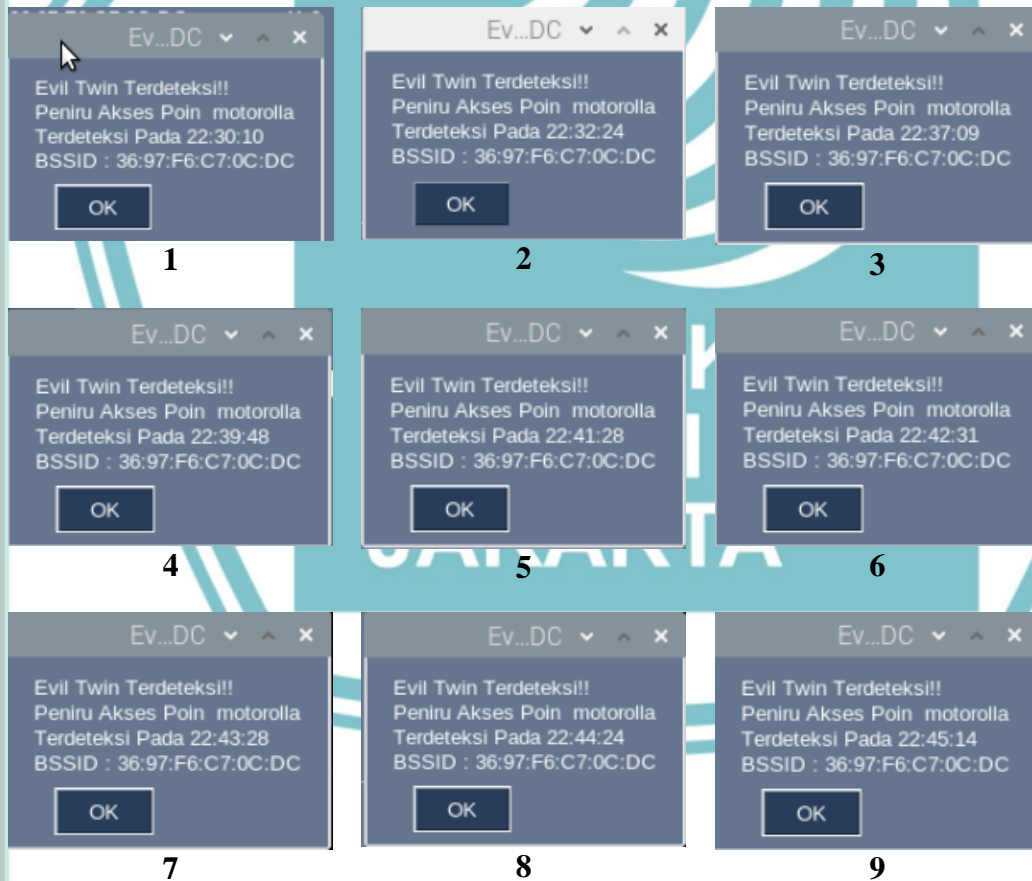 Ev...DC
Evil Twin Terdeteksi!!
Peniru Akses Poin motorolla
Terdeteksi Pada 22:30:10
BSSID : 36:97:F6:C7:0C:DC
OK
1
Ev...DC
Evil Twin Terdeteksi!!
Peniru Akses Poin motorolla
Terdeteksi Pada 22:32:24
BSSID : 36:97:F6:C7:0C:DC
OK
2
Ev...DC
Evil Twin Terdeteksi!!
Peniru Akses Poin motorolla
Terdeteksi Pada 22:37:09
BSSID : 36:97:F6:C7:0C:DC
OK
3
Ev...DC
Evil Twin Terdeteksi!!
Peniru Akses Poin motorolla
Terdeteksi Pada 22:39:48
BSSID : 36:97:F6:C7:0C:DC
OK
4
Ev...DC
Evil Twin Terdeteksi!!
Peniru Akses Poin motorolla
Terdeteksi Pada 22:41:28
BSSID : 36:97:F6:C7:0C:DC
OK
5
Ev...DC
Evil Twin Terdeteksi!!
Peniru Akses Poin motorolla
Terdeteksi Pada 22:42:31
BSSID : 36:97:F6:C7:0C:DC
OK
6
JAKARTA
Ev...DC
Evil Twin Terdeteksi!!
Peniru Akses Poin motorolla
Terdeteksi Pada 22:43:28
BSSID : 36:97:F6:C7:0C:DC
OK
7
Ev...DC
Evil Twin Terdeteksi!!
Peniru Akses Poin motorolla
Terdeteksi Pada 22:44:24
BSSID : 36:97:F6:C7:0C:DC
OK
8
Ev...DC
Evil Twin Terdeteksi!!
Peniru Akses Poin motorolla
Terdeteksi Pada 22:45:14
BSSID : 36:97:F6:C7:0C:DC
OK
9